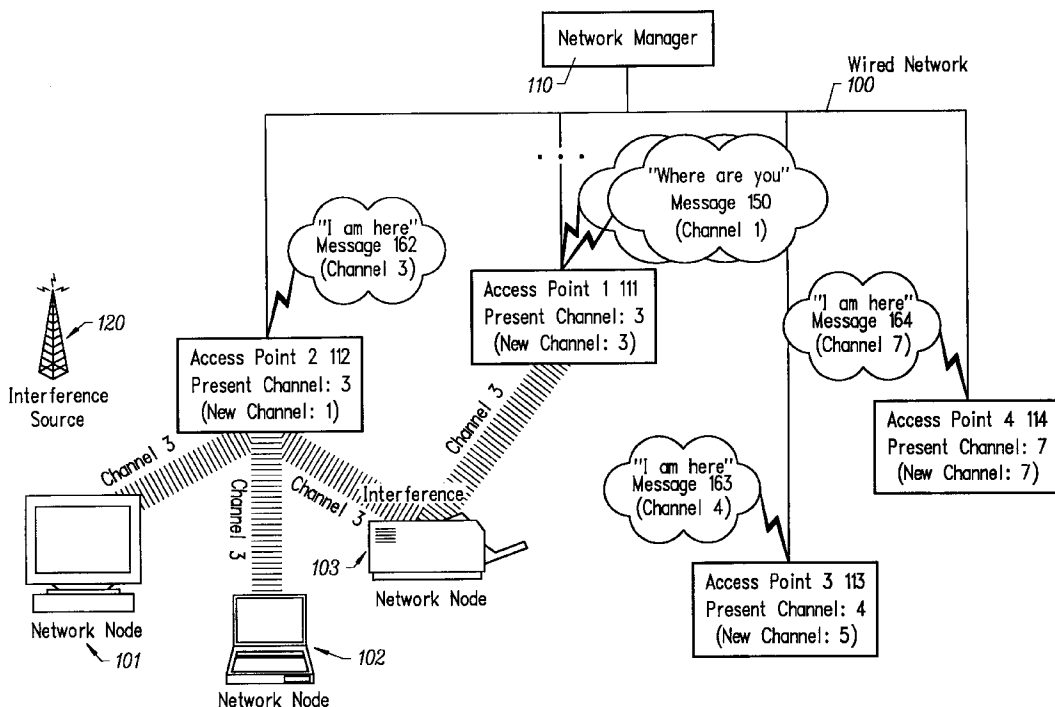 Network Manager
110
Wired Network
100
. . .
"Where are you"
Message 150
(Channel 1)
"I am here"
Message 162
(Channel 3)
Access Point 1 111
Present Channel: 3
(New Channel: 3)
"I am here"
Message 164
(Channel 7)
120
Interference
Source
Access Point 2 112
Present Channel: 3
(New Channel: 1)
Channel 3
Access Point 4 114
Present Channel: 7
(New Channel: 7)
Channel 3
Channel 3
Channel 3
Interference
"I am here"
Message 163
(Channel 4)
103
Network Node
Access Point 3 113
Present Channel: 4
(New Channel: 5)
Network Node
101
102
Network Node